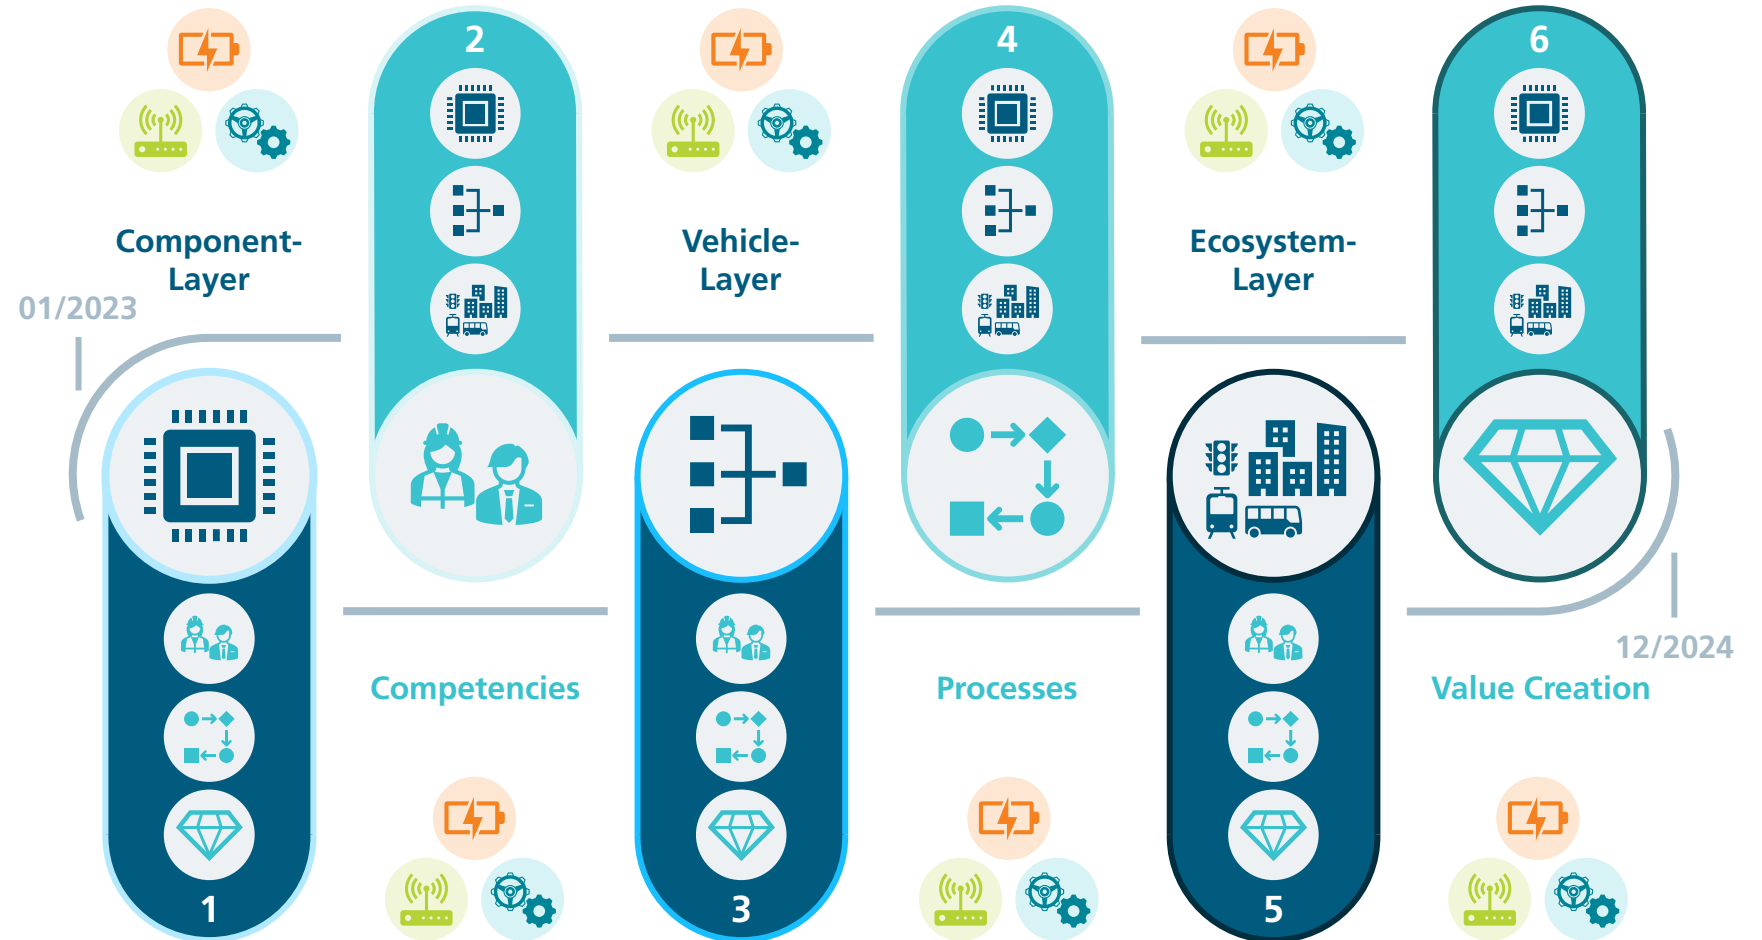 2
4
6
Component-
Layer
Vehicle-
Layer
Ecosystem-
Layer
01/2023
12/2024
Competencies
Processes
Value Creation
1
3
5